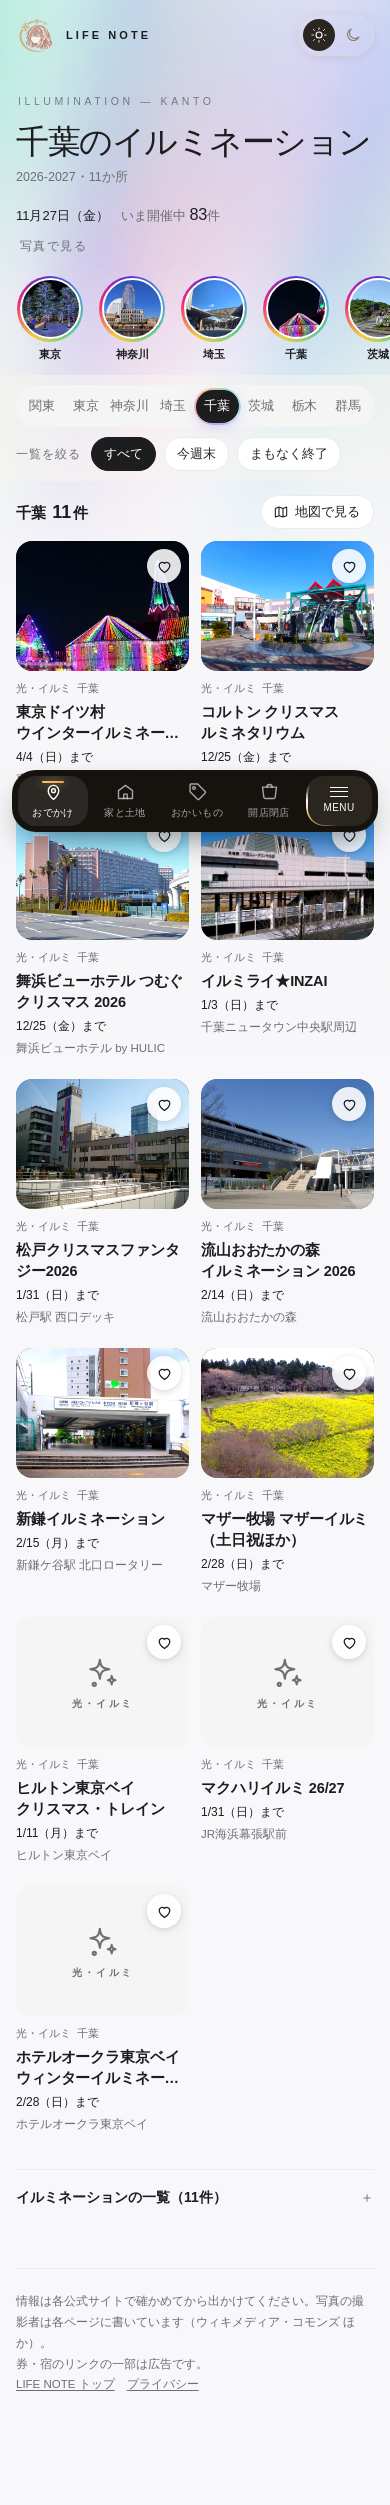 LIFE NOTE
ILLUMINATION — KANTO
千葉のイルミネーション
2026-2027・11か所
11月27日（金） いま開催中 83件
写真で見る
東京 神奈川 埼玉 千葉 茨城
関東 東京 神奈川 埼玉 千葉 茨城 栃木 群馬
一覧を絞る すべて 今週末 まもなく終了
千葉 11件 地図で見る
光・イルミ 千葉
東京ドイツ村
ウインターイルミネー…
4/4（日）まで
光・イルミ 千葉
コルトン クリスマス
ルミネタリウム
12/25（金）まで
おでかけ 家と土地 おかいもの 開店閉店 MENU
光・イルミ 千葉
舞浜ビューホテル つむぐ
クリスマス 2026
12/25（金）まで
舞浜ビューホテル by HULIC
光・イルミ 千葉
イルミライ★INZAI
1/3（日）まで
千葉ニュータウン中央駅周辺
光・イルミ 千葉
松戸クリスマスファンタ
ジー2026
1/31（日）まで
松戸駅 西口デッキ
光・イルミ 千葉
流山おおたかの森
イルミネーション 2026
2/14（日）まで
流山おおたかの森
光・イルミ 千葉
新鎌イルミネーション
2/15（月）まで
新鎌ケ谷駅 北口ロータリー
光・イルミ 千葉
マザー牧場 マザーイルミ
（土日祝ほか）
2/28（日）まで
マザー牧場
光・イルミ
光・イルミ 千葉
ヒルトン東京ベイ
クリスマス・トレイン
1/11（月）まで
ヒルトン東京ベイ
光・イルミ
光・イルミ 千葉
マクハリイルミ 26/27
1/31（日）まで
JR海浜幕張駅前
光・イルミ
光・イルミ 千葉
ホテルオークラ東京ベイ
ウィンターイルミネー…
2/28（日）まで
ホテルオークラ東京ベイ
イルミネーションの一覧（11件） +
情報は各公式サイトで確かめてから出かけてください。写真の撮
影者は各ページに書いています（ウィキメディア・コモンズ ほ
か）。
券・宿のリンクの一部は広告です。
LIFE NOTE トップ プライバシー